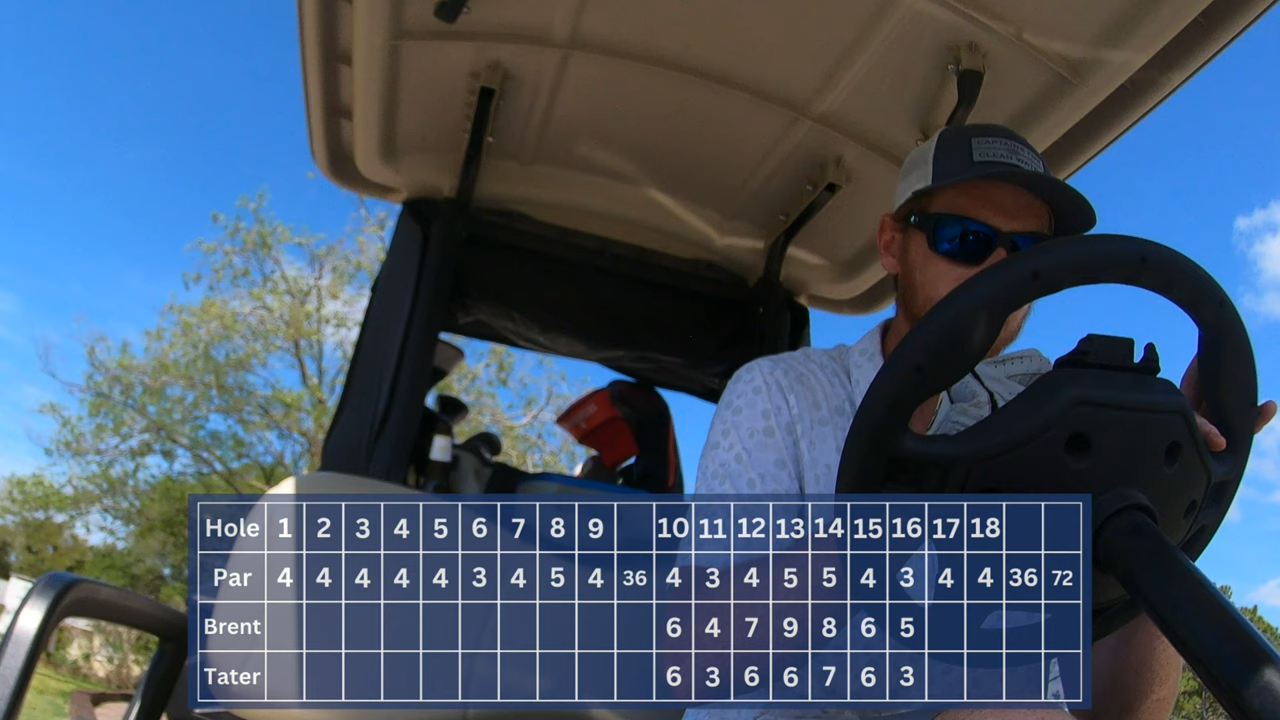 CLEAN
Hole 1 2 3 4 5 6 7 8 9 10 11 12 13 14 15 16 17 18
Par 4 4 4 4 4 3 4 5 4 36 4 3 4 5 5 4 3 4 4 36 72
Brent 6 4 7 9 8 6 5
Tater 6 3 6 6 7 6 3